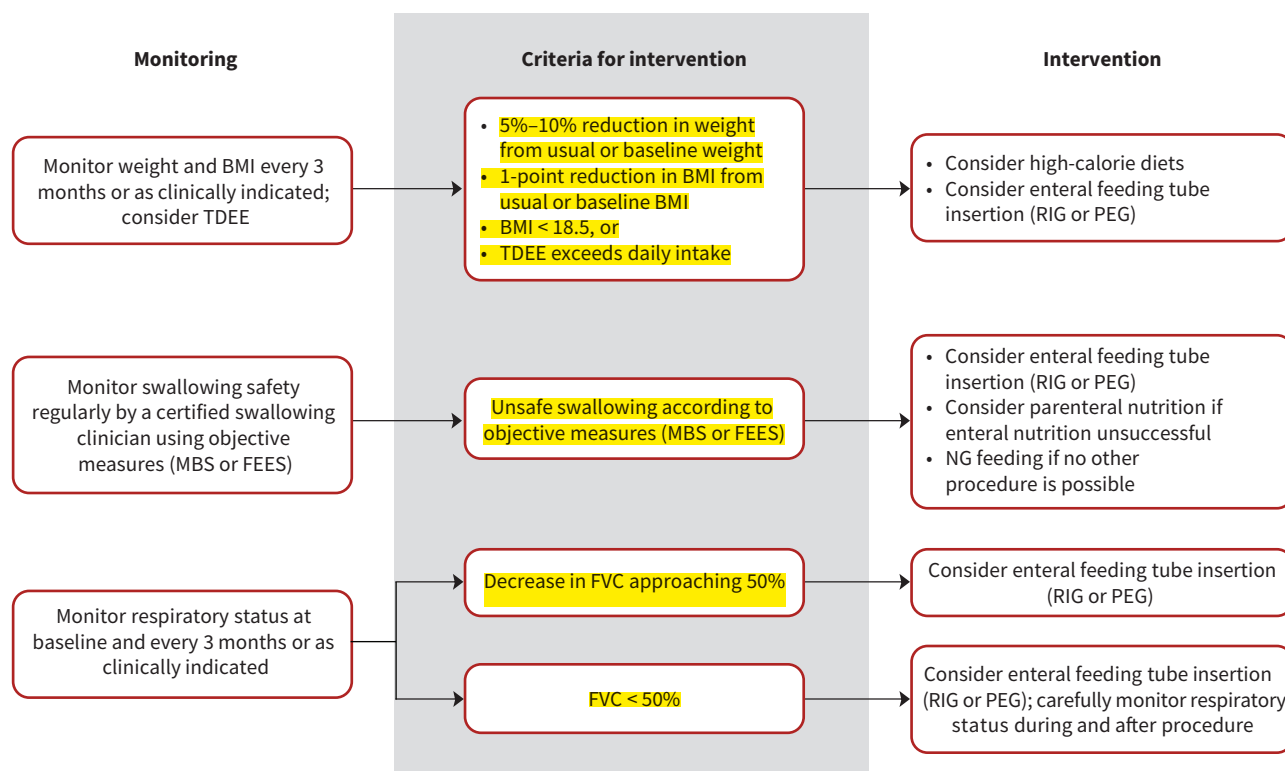 Monitoring
Criteria for intervention
Intervention
Monitor weight and BMI every 3
months or as clinically indicated;
consider TDEE
• 5%–10% reduction in weight
from usual or baseline weight
• 1-point reduction in BMI from
usual or baseline BMI
• BMI < 18.5, or
• TDEE exceeds daily intake
• Consider high-calorie diets
• Consider enteral feeding tube
insertion (RIG or PEG)
Monitor swallowing safety
regularly by a certified swallowing
clinician using objective
measures (MBS or FEES)
Unsafe swallowing according to
objective measures (MBS or FEES)
• Consider enteral feeding tube
insertion (RIG or PEG)
• Consider parenteral nutrition if
enteral nutrition unsuccessful
• NG feeding if no other
procedure is possible
Monitor respiratory status at
baseline and every 3 months or as
clinically indicated
Decrease in FVC approaching 50%
Consider enteral feeding tube insertion
(RIG or PEG)
FVC < 50%
Consider enteral feeding tube insertion
(RIG or PEG); carefully monitor respiratory
status during and after procedure